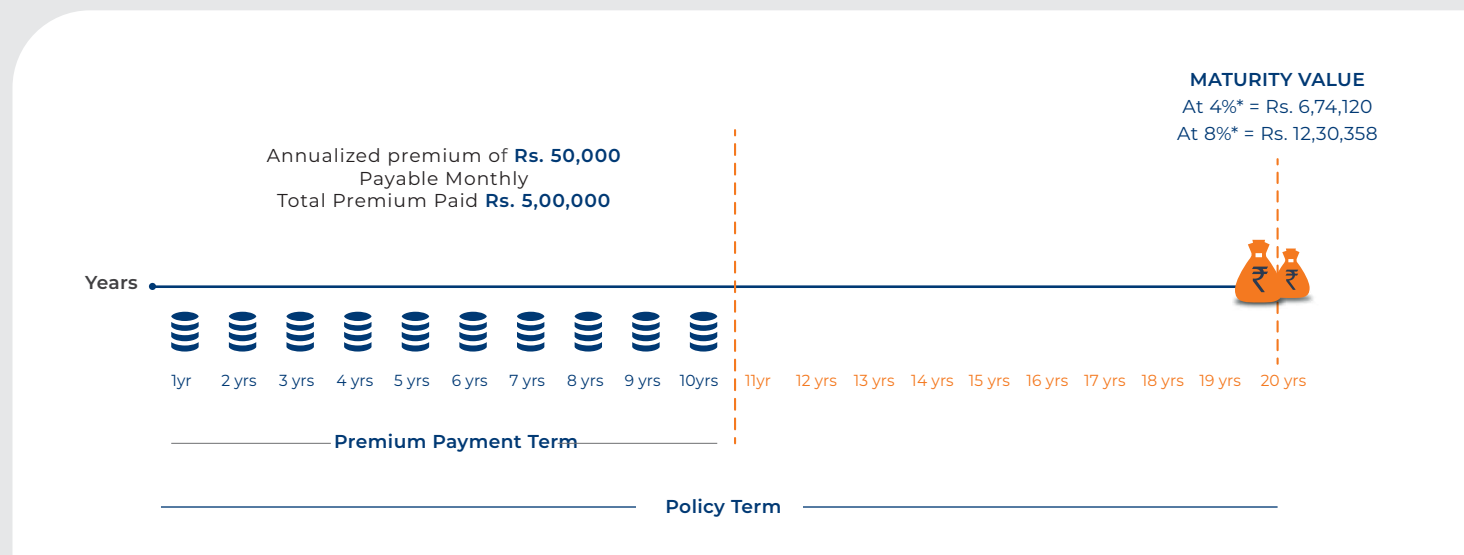 MATURITY VALUE
At 4%* = Rs. 6,74,120
At 8%* = Rs. 12,30,358
Annualized premium of Rs. 50,000
Payable Monthly
Total Premium Paid Rs. 5,00,000
Years
₹ ₹
1yr 2 yrs 3 yrs 4 yrs 5 yrs 6 yrs 7 yrs 8 yrs 9 yrs 10yrs 11yr 12 yrs 13 yrs 14 yrs 15 yrs 16 yrs 17 yrs 18 yrs 19 yrs 20 yrs
Premium Payment Term
Policy Term